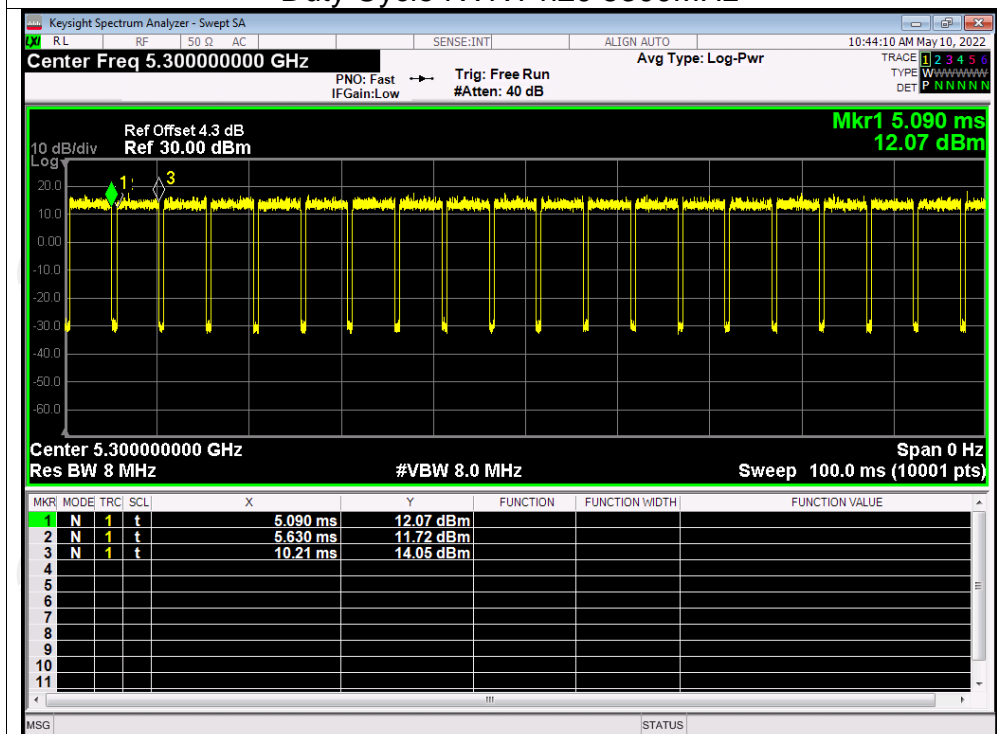 Keysight Spectrum Analyzer - Swept SA
LXI RL RF 50 Ω AC SENSE:INT ALIGN AUTO 10:44:10 AM May 10, 2022
Center Freq 5.300000000 GHz Avg Type: Log-Pwr TRACE 1 2 3 4 5 6
PNO: Fast Trig: Free Run TYPE WWWWWW
IFGain:Low #Atten: 40 dB DET P N N N N N
Mkr1 5.090 ms
Ref Offset 4.3 dB
10 dB/div Ref 30.00 dBm 12.07 dBm
Log
1 3
20.0
10.0
0.00
-10.0
-20.0
-30.0
-40.0
-50.0
-60.0
Center 5.300000000 GHz Span 0 Hz
Res BW 8 MHz #VBW 8.0 MHz Sweep 100.0 ms (10001 pts)
MKR MODE TRC SCL X Y FUNCTION FUNCTION WIDTH FUNCTION VALUE
1 N 1 t 5.090 ms 12.07 dBm
2 N 1 t 5.630 ms 11.72 dBm
3 N 1 t 10.21 ms 14.05 dBm
4
5
6
7
8
9
10
11
MSG STATUS